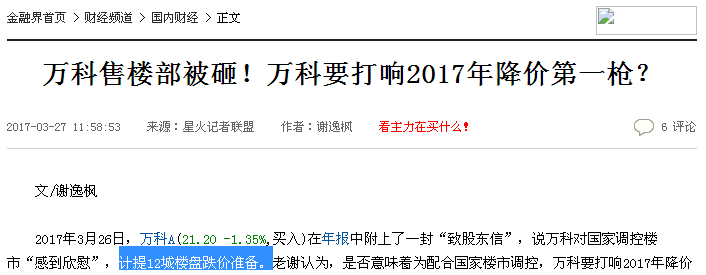 金融界首页 > 财经频道 > 国内财经 > 正文
万科售楼部被砸！万科要打响2017年降价第一枪？
2017-03-27 11:58:53 来源：星火记者联盟 作者：谢逸枫 看主力在买什么! 6 评论
文/谢逸枫
2017年3月26日，万科A(21.20 -1.35%,买入)在年报中附上了一封“致股东信”，说万科对国家调控楼
市“感到欣慰”，计提12城楼盘跌价准备。老谢认为，是否意味着为配合国家楼市调控，万科要打响2017年降价